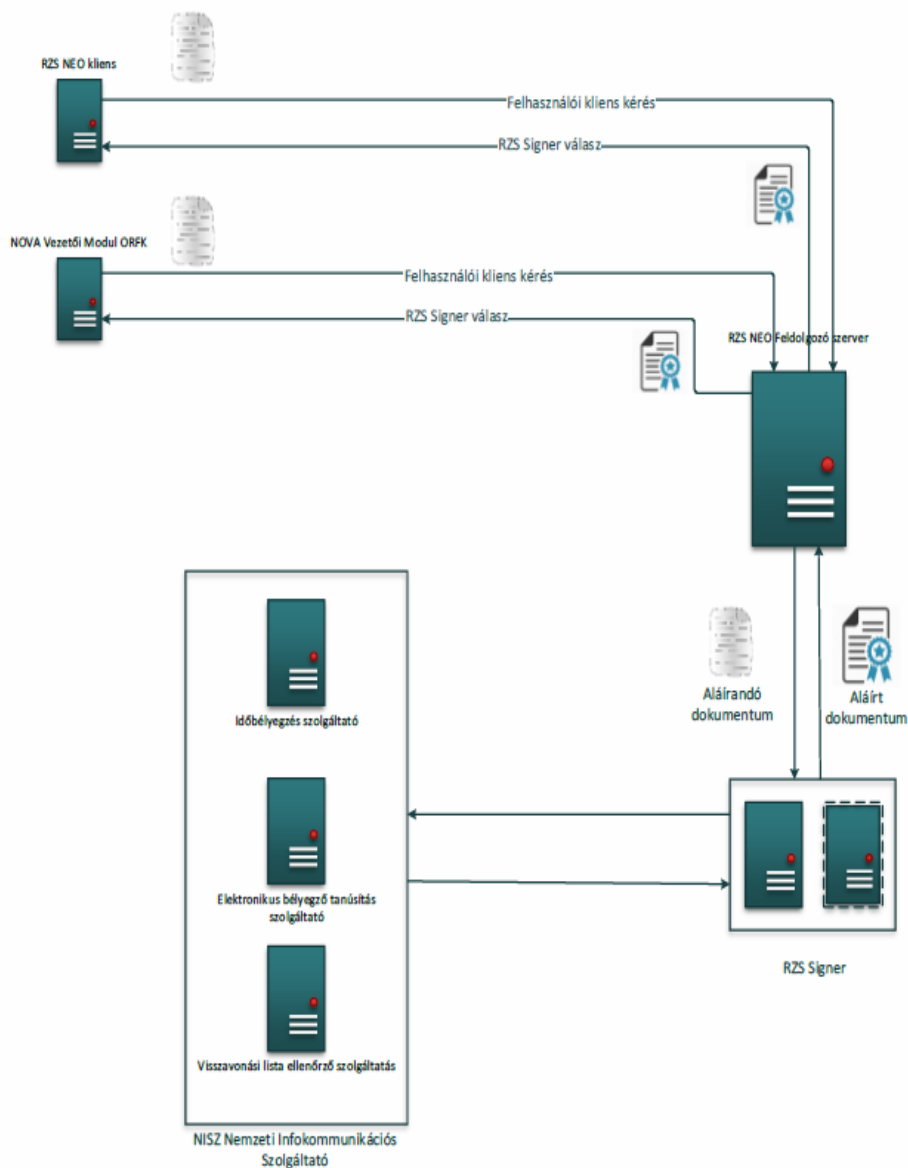 RZS NEO kliens
Felhasználói kliens kérés
RZS Signer válasz
NOVA Vezetői Modul ORFK
Felhasználói kliens kérés
RZS Signer válasz
RZS NEO Feldolgozó szerver
Aláírandó
dokumentum
Aláírt
dokumentum
Időbélyegzés szolgáltató
Elektronikus bélyegző tanúsítás
szolgáltató
Visszavonási lista ellenőrző szolgáltatás
RZS Signer
NISZ Nemzeti Infokommunikációs
Szolgáltató